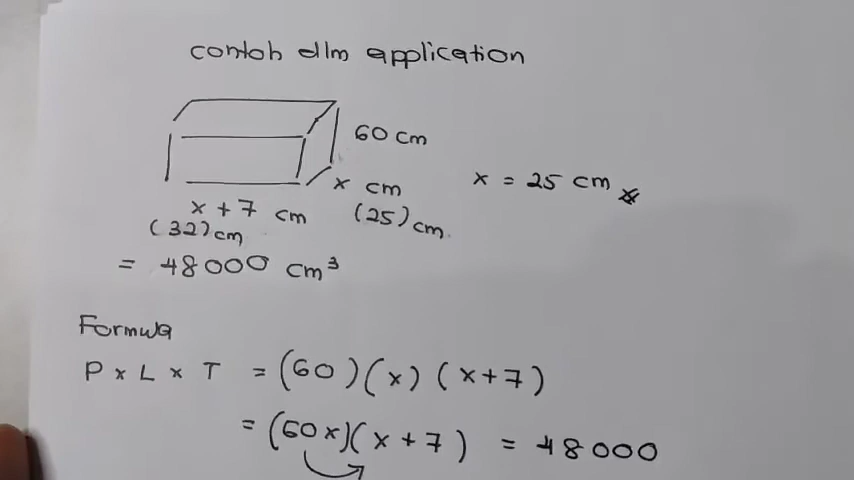 contoh dlm application
60 cm
x cm
x = 25 cm
x + 7 cm
(25) cm
(32) cm
= 48000 cm³
Formula
P x L x T = (60)(x)(x+7)
= (60x)(x + 7) = 48000